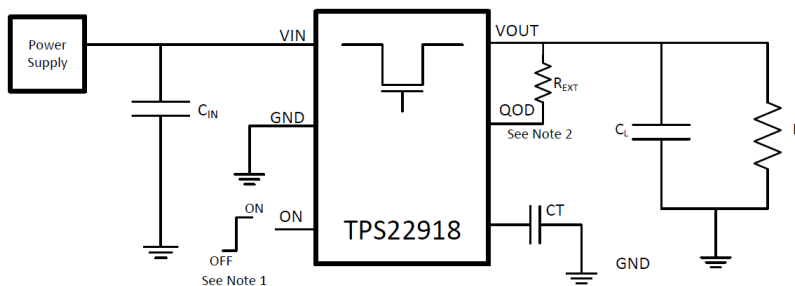 Power
Supply
VIN
VOUT
C_IN
R_EXT
GND
QOD
See Note 2
C_L
ON
ON
OFF
See Note 1
TPS22918
CT
GND